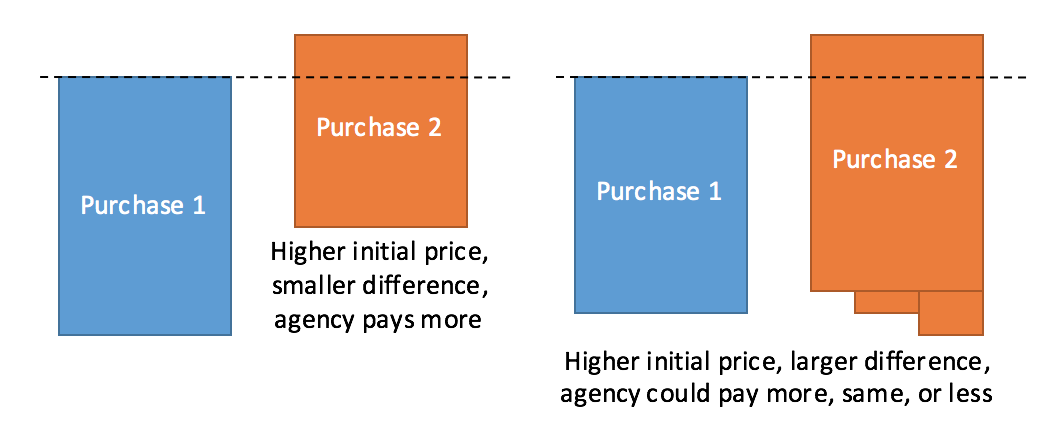 Purchase 1
Purchase 2
Higher initial price,
smaller difference,
agency pays more
Purchase 1
Purchase 2
Higher initial price, larger difference,
agency could pay more, same, or less